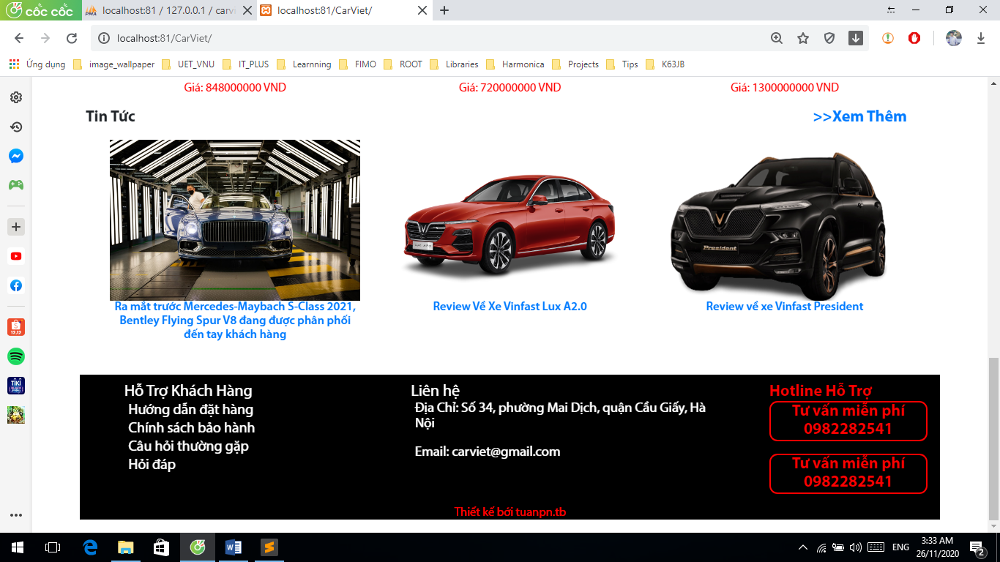 cốc cốc
localhost:81 / 127.0.0.1 / carvi
localhost:81/CarViet/
localhost:81/CarViet/
Ứng dụng image_wallpaper UET_VNU IT_PLUS Learnning FIMO ROOT Libraries Harmonica Projects Tips K63JB
Giá: 848000000 VND
Giá: 720000000 VND
Giá: 1300000000 VND
Tin Tức
>>Xem Thêm
President
Ra mắt trước Mercedes-Maybach S-Class 2021,
Bentley Flying Spur V8 đang được phân phối
đến tay khách hàng
Review Về Xe Vinfast Lux A2.0
Review về xe Vinfast President
Hỗ Trợ Khách Hàng
Hướng dẫn đặt hàng
Chính sách bảo hành
Câu hỏi thường gặp
Hỏi đáp
Liên hệ
Địa Chỉ: Số 34, phường Mai Dịch, quận Cầu Giấy, Hà
Nội
Email: carviet@gmail.com
Hotline Hỗ Trợ
Tư vấn miễn phí
0982282541
Tư vấn miễn phí
0982282541
Thiết kế bởi tuanpn.tb
12.12
TIKI
ENG
3:33 AM
26/11/2020
2